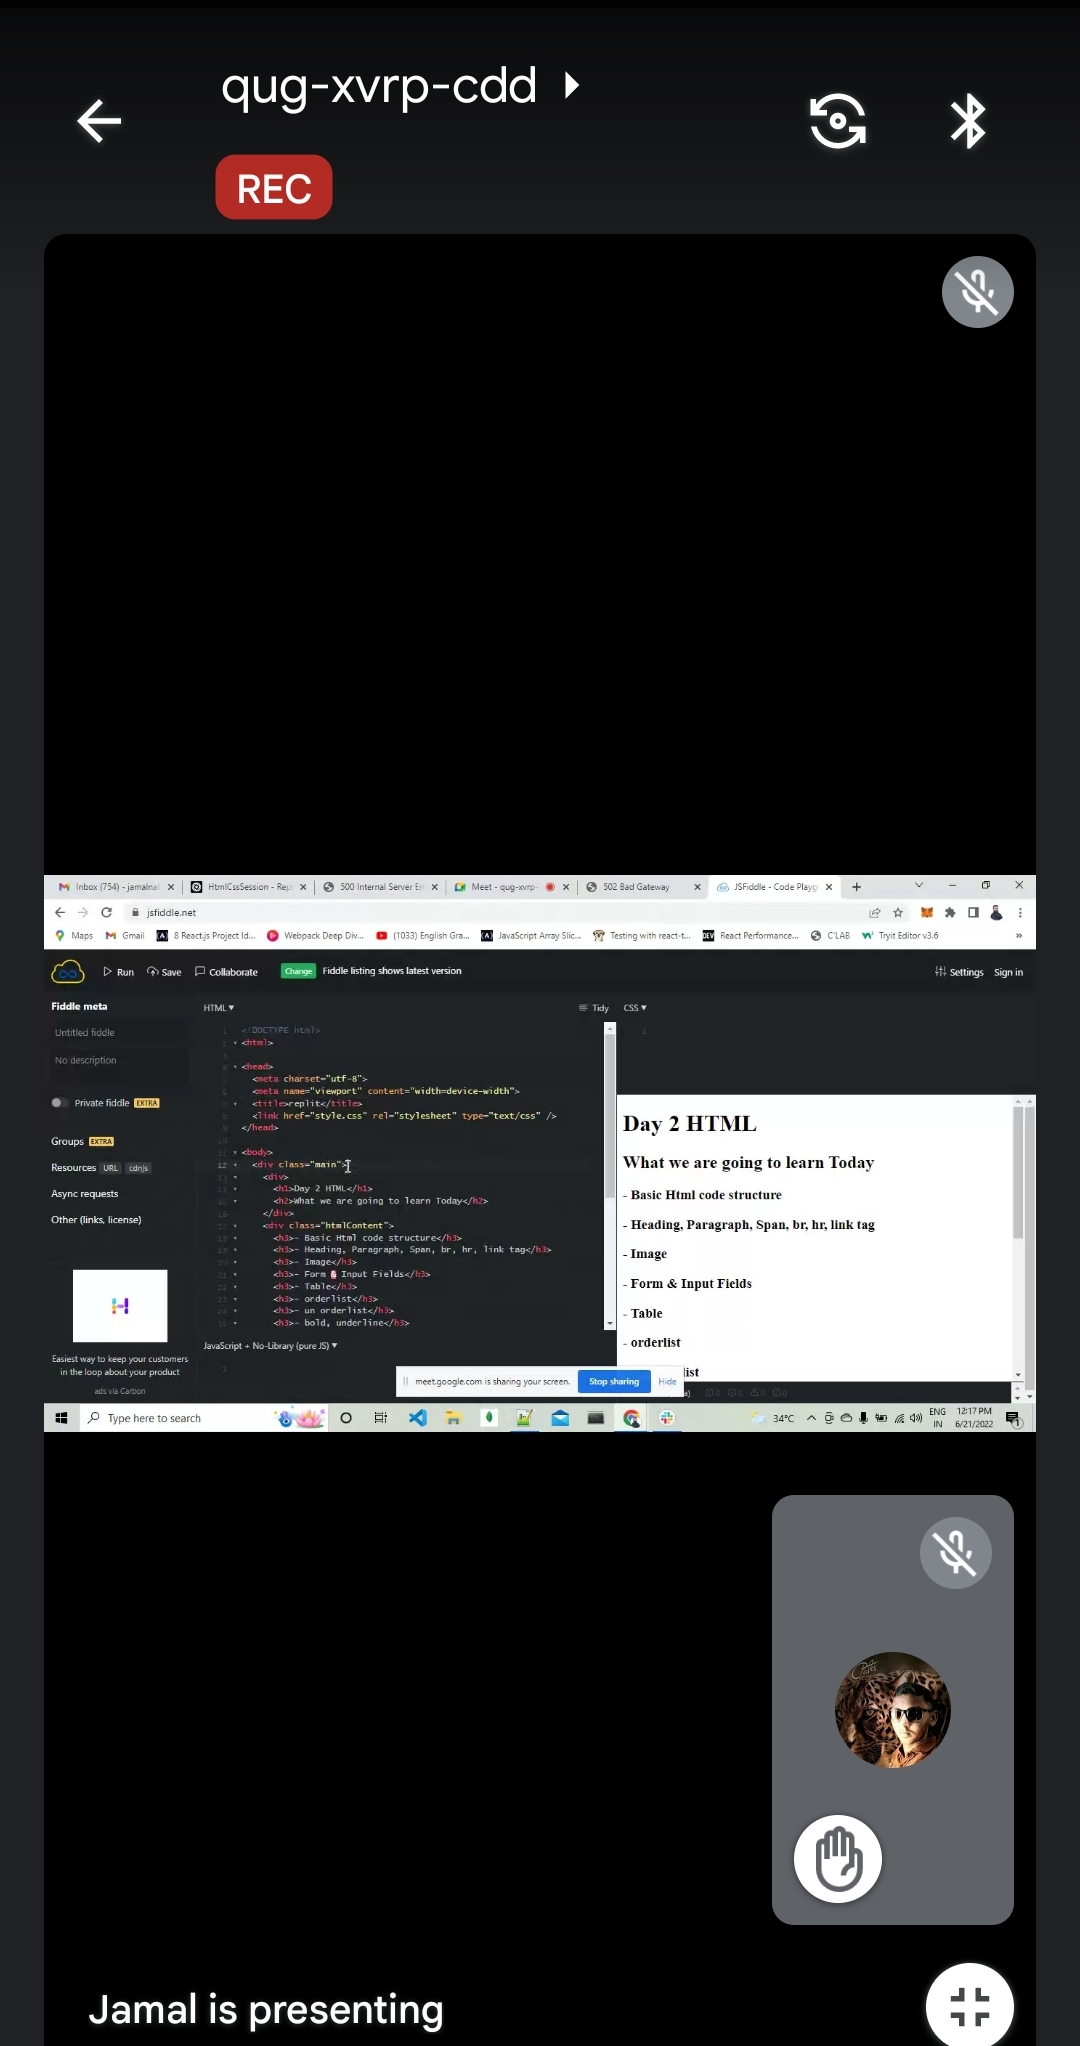 qug-xvrp-cdd
REC
Inbox (754) - jamalna
HtmlCssSession - Rep
500 Internal Server Er
Meet - qug-xvrp-
502 Bad Gateway
JSFiddle - Code Playg
jsfiddle.net
Maps
Gmail
8 React.js Project Id...
Webpack Deep Div...
(1033) English Gra...
JavaScript Array Slic...
Testing with react-t...
React Performance...
C'LAB
Tryit Editor v3.6
Run
Save
Collaborate
Change
Fiddle listing shows latest version
Settings
Sign in
Fiddle meta
Untitled fiddle
No description
Private fiddle EXTRA
Groups EXTRA
Resources URL cdnjs
Async requests
Other (links, license)
Easiest way to keep your customers
in the loop about your product
ads via Carbon
HTML
Tidy
<!DOCTYPE html>
<html>
<head>
<meta charset="utf-8">
<meta name="viewport" content="width=device-width">
<title>replit</title>
<link href="style.css" rel="stylesheet" type="text/css" />
</head>
<body>
<div class="main">
<div>
<h1>Day 2 HTML</h1>
<h2>What we are going to learn Today</h2>
</div>
<div class="htmlContent">
<h3>- Basic Html code structure</h3>
<h3>- Heading, Paragraph, Span, br, hr, link tag</h3>
<h3>- Image</h3>
<h3>- Form & Input Fields</h3>
<h3>- Table</h3>
<h3>- orderlist</h3>
<h3>- un orderlist</h3>
<h3>- bold, underline</h3>
JavaScript + No-Library (pure JS)
CSS
Day 2 HTML
What we are going to learn Today
- Basic Html code structure
- Heading, Paragraph, Span, br, hr, link tag
- Image
- Form & Input Fields
- Table
- orderlist
list
meet.google.com is sharing your screen.
Stop sharing
Hide
Type here to search
34°C
ENG
IN
12:17 PM
6/21/2022
Jamal is presenting